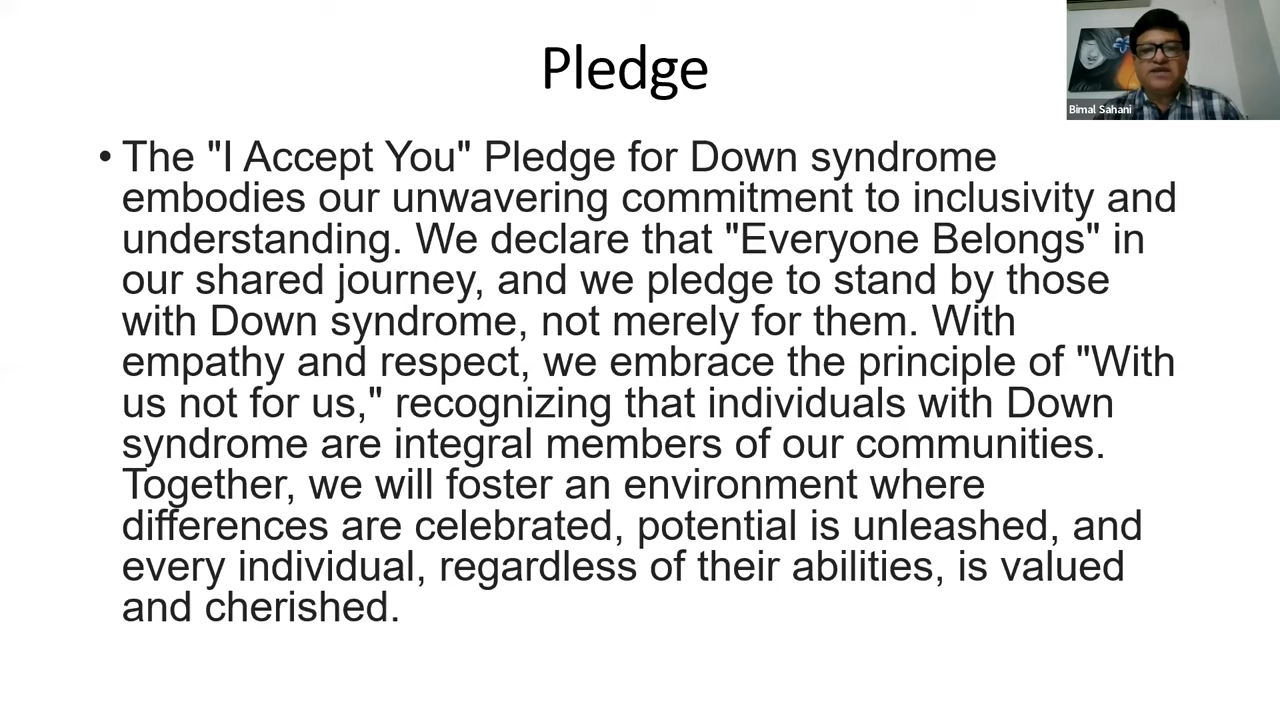 Pledge
Bimal Sahani
• The "I Accept You" Pledge for Down syndrome
embodies our unwavering commitment to inclusivity and
understanding. We declare that "Everyone Belongs" in
our shared journey, and we pledge to stand by those
with Down syndrome, not merely for them. With
empathy and respect, we embrace the principle of "With
us not for us," recognizing that individuals with Down
syndrome are integral members of our communities.
Together, we will foster an environment where
differences are celebrated, potential is unleashed, and
every individual, regardless of their abilities, is valued
and cherished.